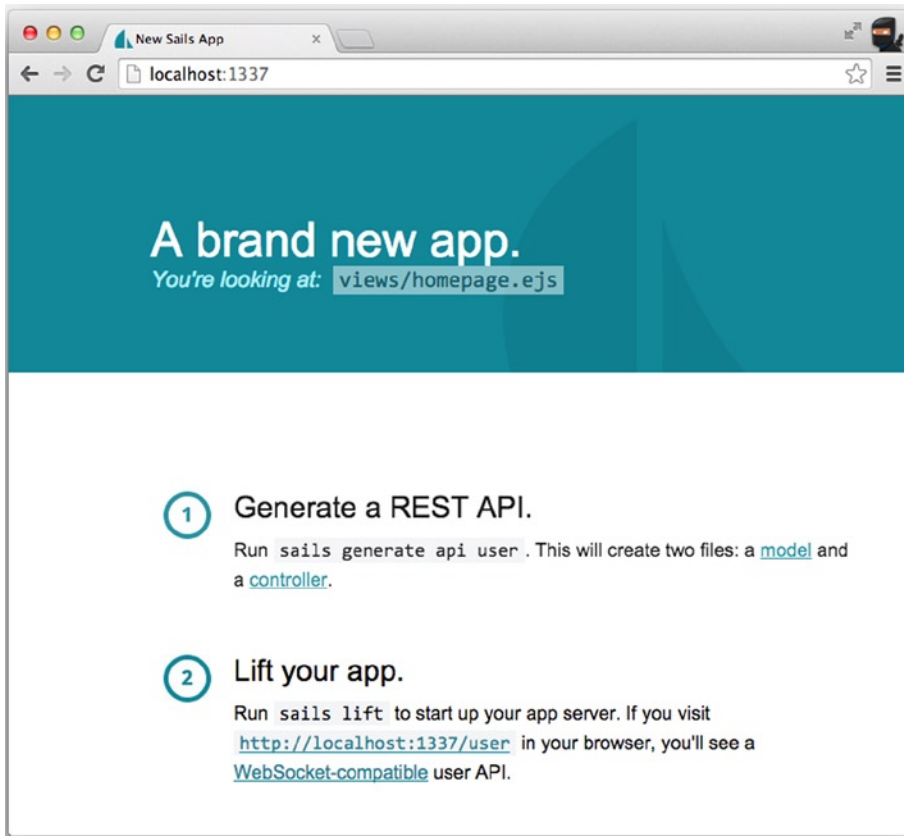 New Sails App
localhost:1337
A brand new app.
You're looking at: views/homepage.ejs
1
Generate a REST API.
Run sails generate api user . This will create two files: a model and
a controller.
2
Lift your app.
Run sails lift to start up your app server. If you visit
http://localhost:1337/user in your browser, you'll see a
WebSocket-compatible user API.